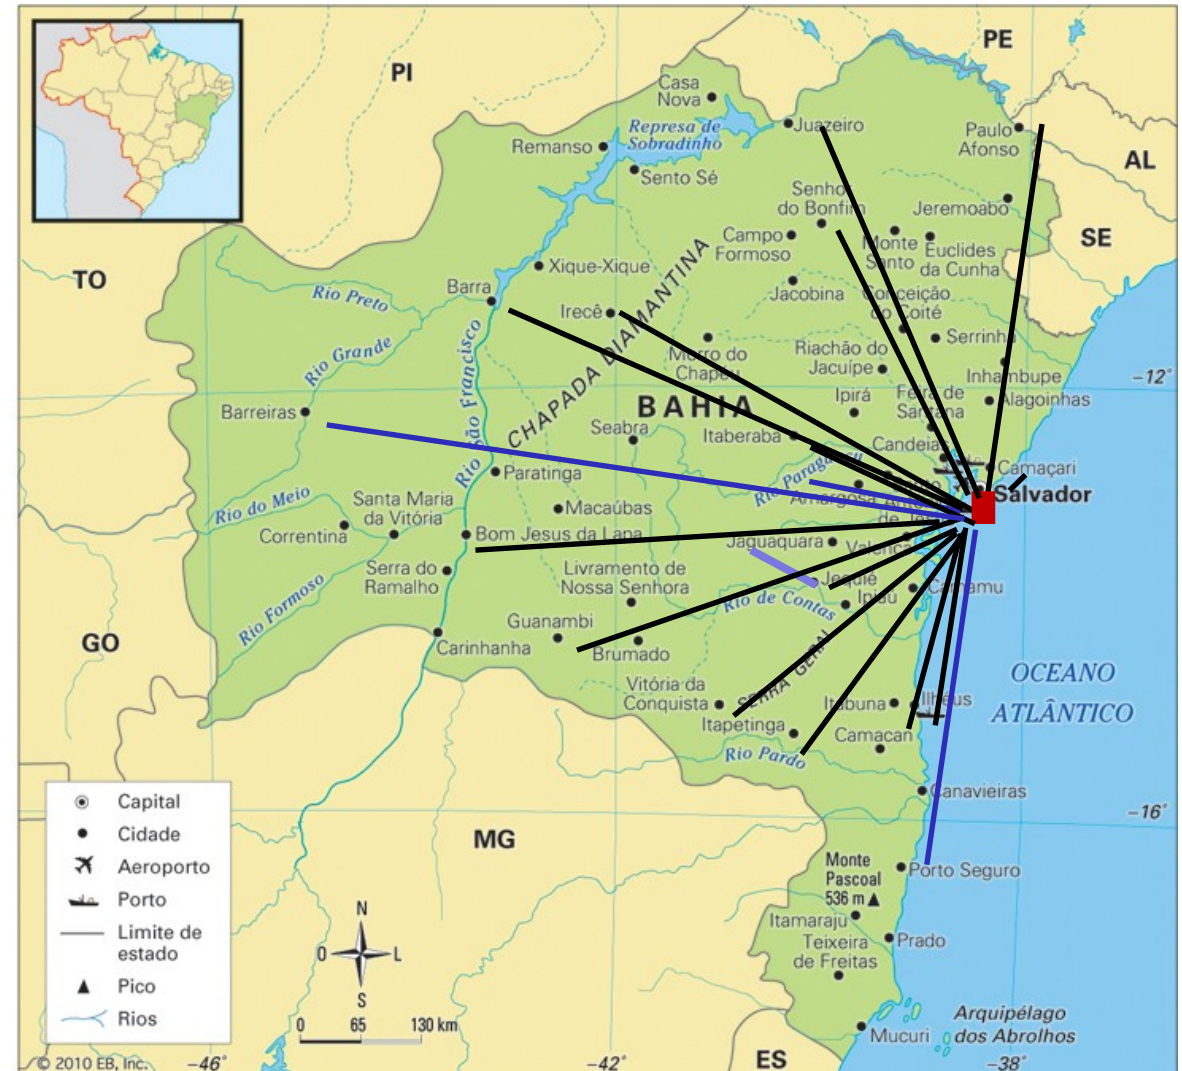 PE
PI
Casa
Nova
Represa de
Sobradinho
Juazeiro
Paulo
Afonso
AL
Remanso
Sento Sé
Senhor
do Bonfim
Jeremoabo
SE
Campo
Formoso
Monte
Santo
Euclides
da Cunha
TO
Xique-Xique
Barra
Rio Preto
Jacobina
Conceição
do Coité
Irecê
CHAPADA DIAMANTINA
Serrinha
Rio Grande
Morro do
Chapéu
Riachão do
Jacuípe
Inhambupe
-12°
Rio São Francisco
Barreiras
BAHIA
Ipirá
Feira de
Santana
Alagoinhas
Seabra
Itaberaba
Candeias
Camaçari
Paratinga
Rio Paraguaçu
Salvador
Rio do Meio
Santa Maria
da Vitória
Macaúbas
Amargosa
Correntina
Bom Jesus da Lapa
Jaguaquara
Valença
Serra do
Ramalho
Livramento de
Nossa Senhora
Jequié
Camamu
Rio de Contas
Ipiaú
Rio Formoso
Guanambi
GO
Carinhanha
Brumado
SERRA GERAL
OCEANO
ATLÂNTICO
Vitória da
Conquista
Itabuna
Ilhéus
Itapetinga
Camacan
Rio Pardo
Canavieiras
-16°
Capital
Cidade
Aeroporto
Porto
Limite de
estado
Pico
Rios
MG
Monte
Pascoal
536 m
Porto Seguro
N
O
L
S
Itamaraju
Prado
Teixeira
de Freitas
0 65 130 km
Mucuri
Arquipélago
dos Abrolhos
ES
© 2010 EB, Inc.
-46°
-42°
-38°